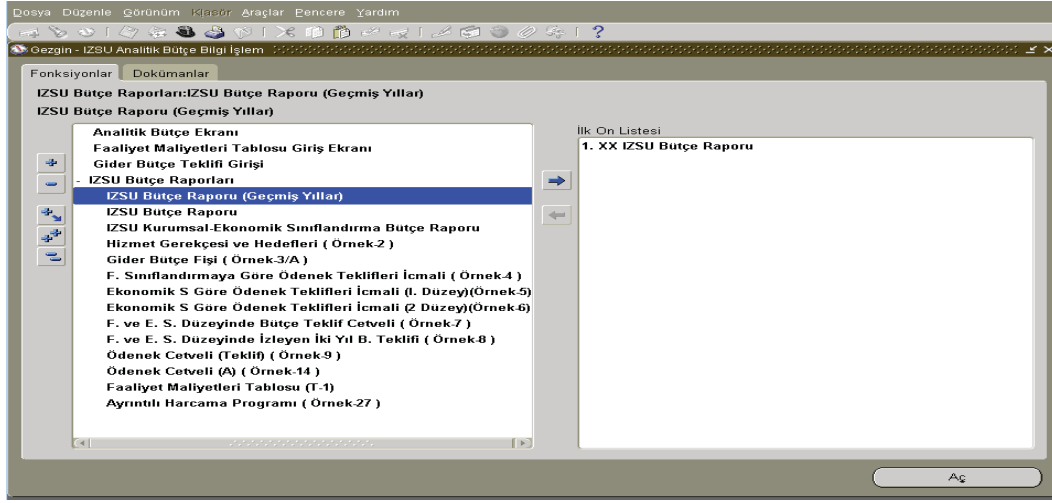 Dosya Düzenle Görünüm Klasör Araçlar Pencere Yardım
Gezgin - IZSU Analitik Bütçe Bilgi İşlem
Fonksiyonlar Dokümanlar
IZSU Bütçe Raporları:IZSU Bütçe Raporu (Geçmiş Yıllar)
IZSU Bütçe Raporu (Geçmiş Yıllar)
Analitik Bütçe Ekranı
Faaliyet Maliyetleri Tablosu Giriş Ekranı
Gider Bütçe Teklifi Girişi
- IZSU Bütçe Raporları
IZSU Bütçe Raporu (Geçmiş Yıllar)
IZSU Bütçe Raporu
IZSU Kurumsal-Ekonomik Sınıflandırma Bütçe Raporu
Hizmet Gerekçesi ve Hedefleri ( Örnek-2 )
Gider Bütçe Fişi ( Örnek-3/A )
F. Sınıflandırmaya Göre Ödenek Teklifleri İcmali ( Örnek-4 )
Ekonomik S Göre Ödenek Teklifleri İcmali (I. Düzey)(Örnek-5)
Ekonomik S Göre Ödenek Teklifleri İcmali (2 Düzey)(Örnek-6)
F. ve E. S. Düzeyinde Bütçe Teklif Cetveli ( Örnek-7 )
F. ve E. S. Düzeyinde İzleyen İki Yıl B. Teklifi ( Örnek-8 )
Ödenek Cetveli (Teklif) ( Örnek-9 )
Ödenek Cetveli (A) ( Örnek-14 )
Faaliyet Maliyetleri Tablosu (T-1)
Ayrıntılı Harcama Programı ( Örnek-27 )
İlk On Listesi
1. XX IZSU Bütçe Raporu
Aç